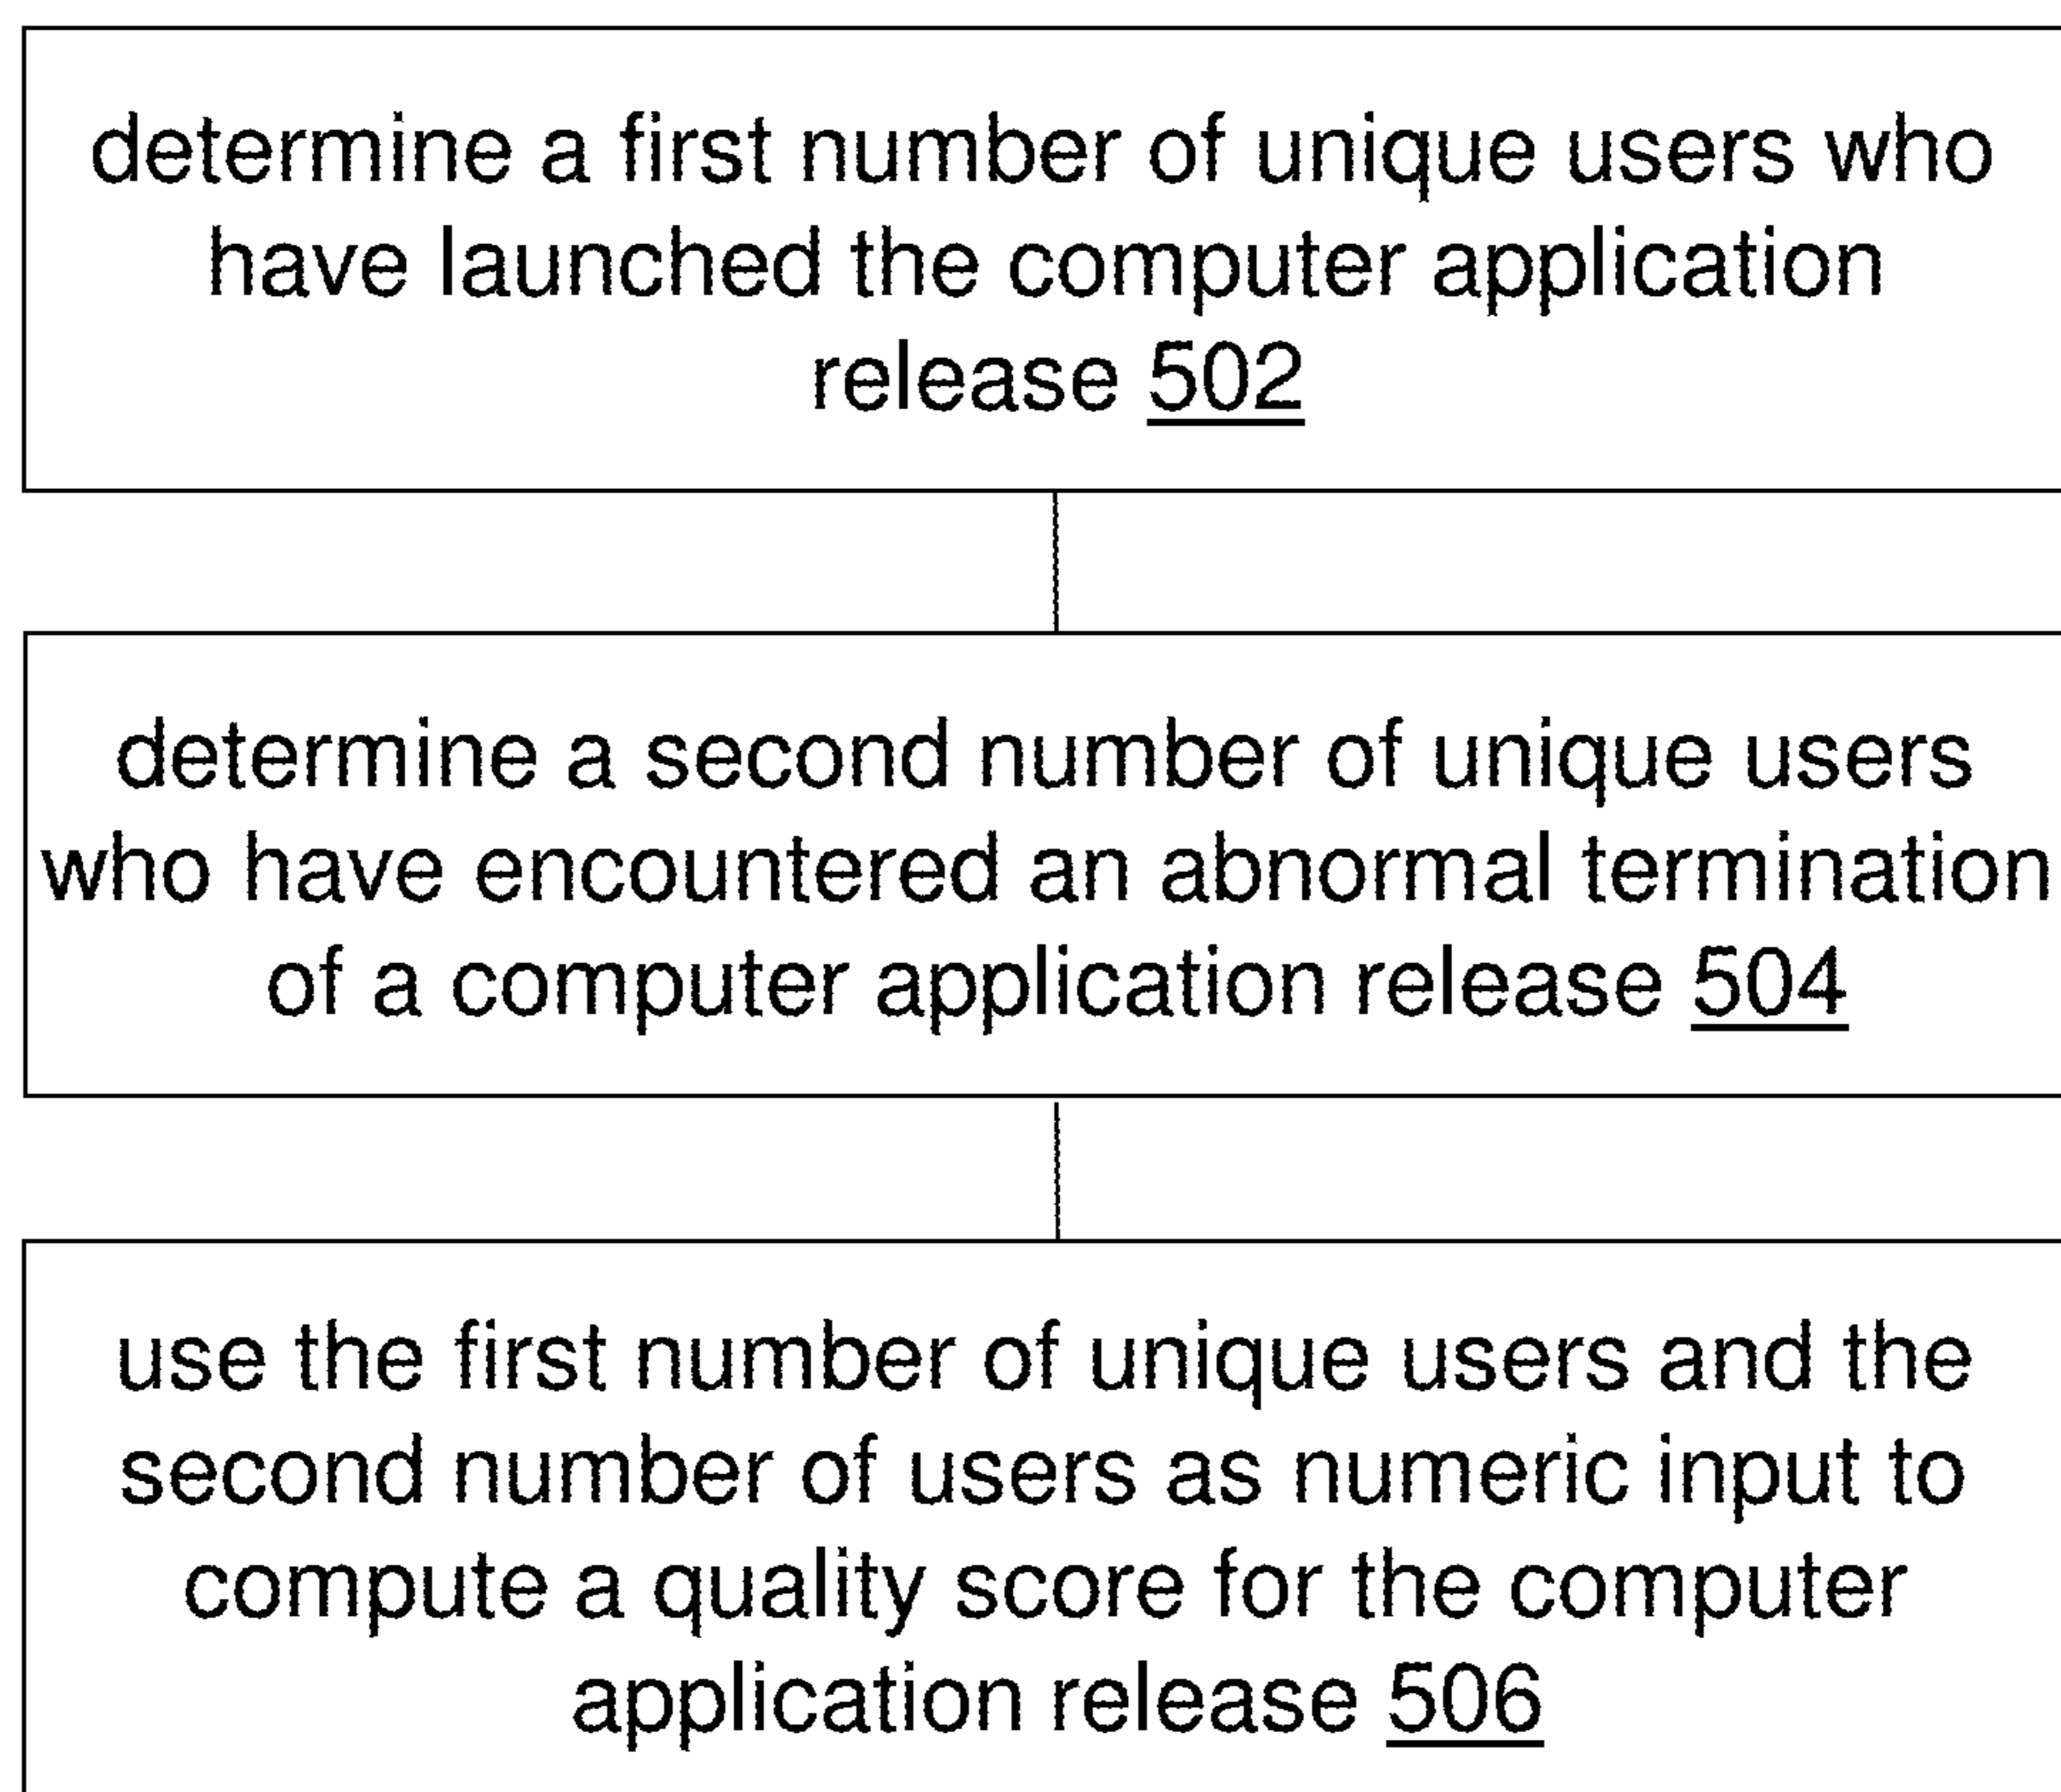 determine a first number of unique users who
have launched the computer application
release 502
determine a second number of unique users
who have encountered an abnormal termination
of a computer application release 504
use the first number of unique users and the
second number of users as numeric input to
compute a quality score for the computer
application release 506